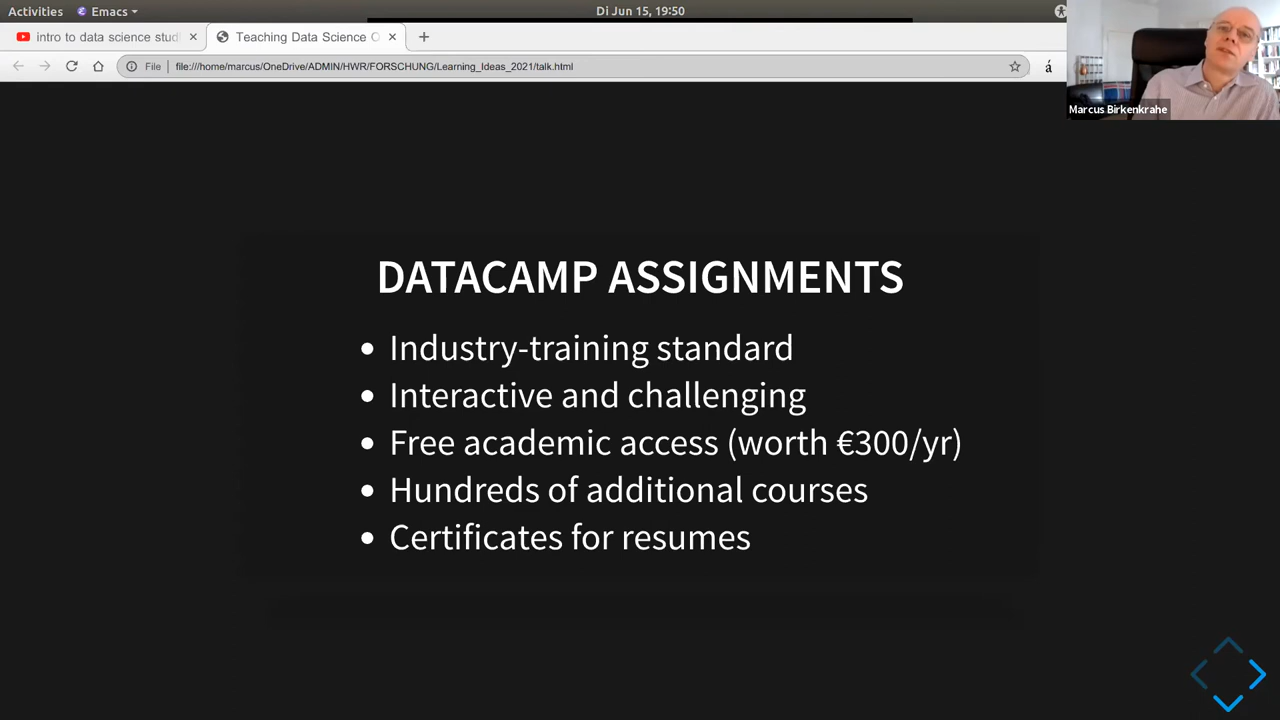 Activities
Emacs
Di Jun 15, 19:50
intro to data science stud
Teaching Data Science O
File
file:///home/marcus/OneDrive/ADMIN/HWR/FORSCHUNG/Learning_Ideas_2021/talk.html
á
Marcus Birkenkrahe
DATACAMP ASSIGNMENTS
• Industry-training standard
• Interactive and challenging
• Free academic access (worth €300/yr)
• Hundreds of additional courses
• Certificates for resumes